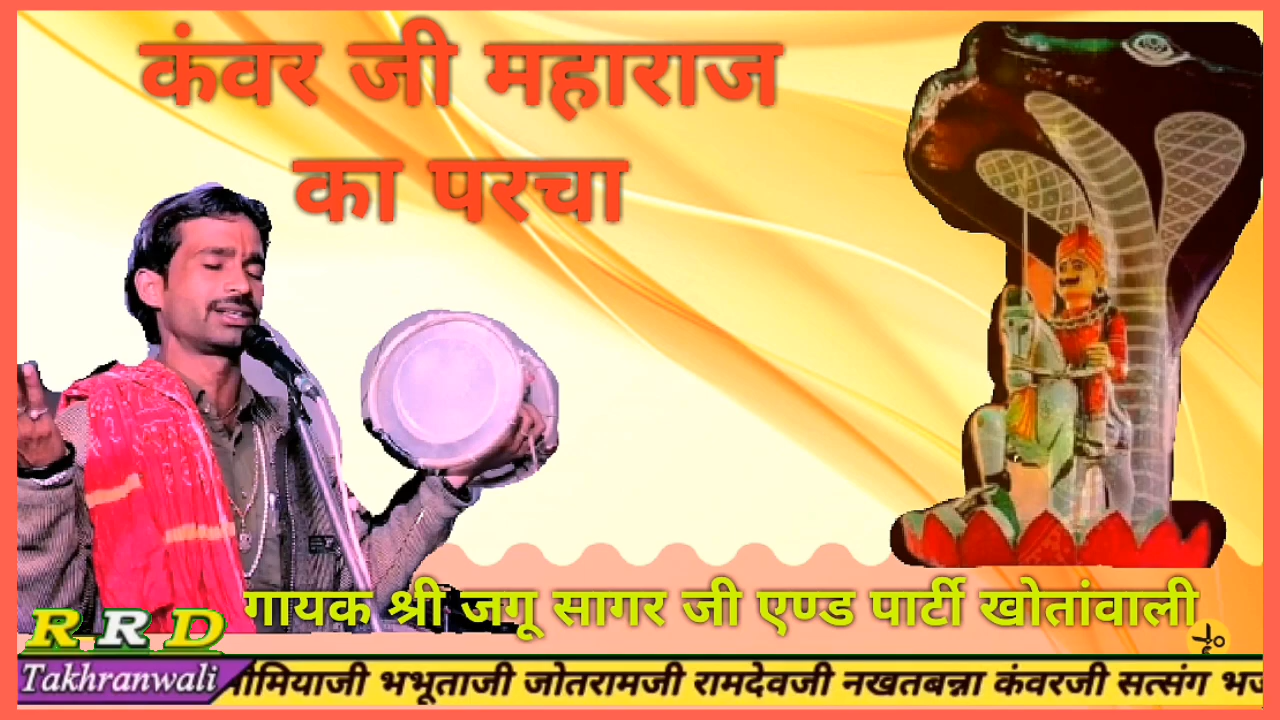 कंवर जी महाराज
का परचा
गायक श्री जगू सागर जी एण्ड पार्टी खोतांवाली
R.R D
Takhranwali
भभूताजी जोतरामजी रामदेवजी नखतबन्ना कंवरजी सत्संग